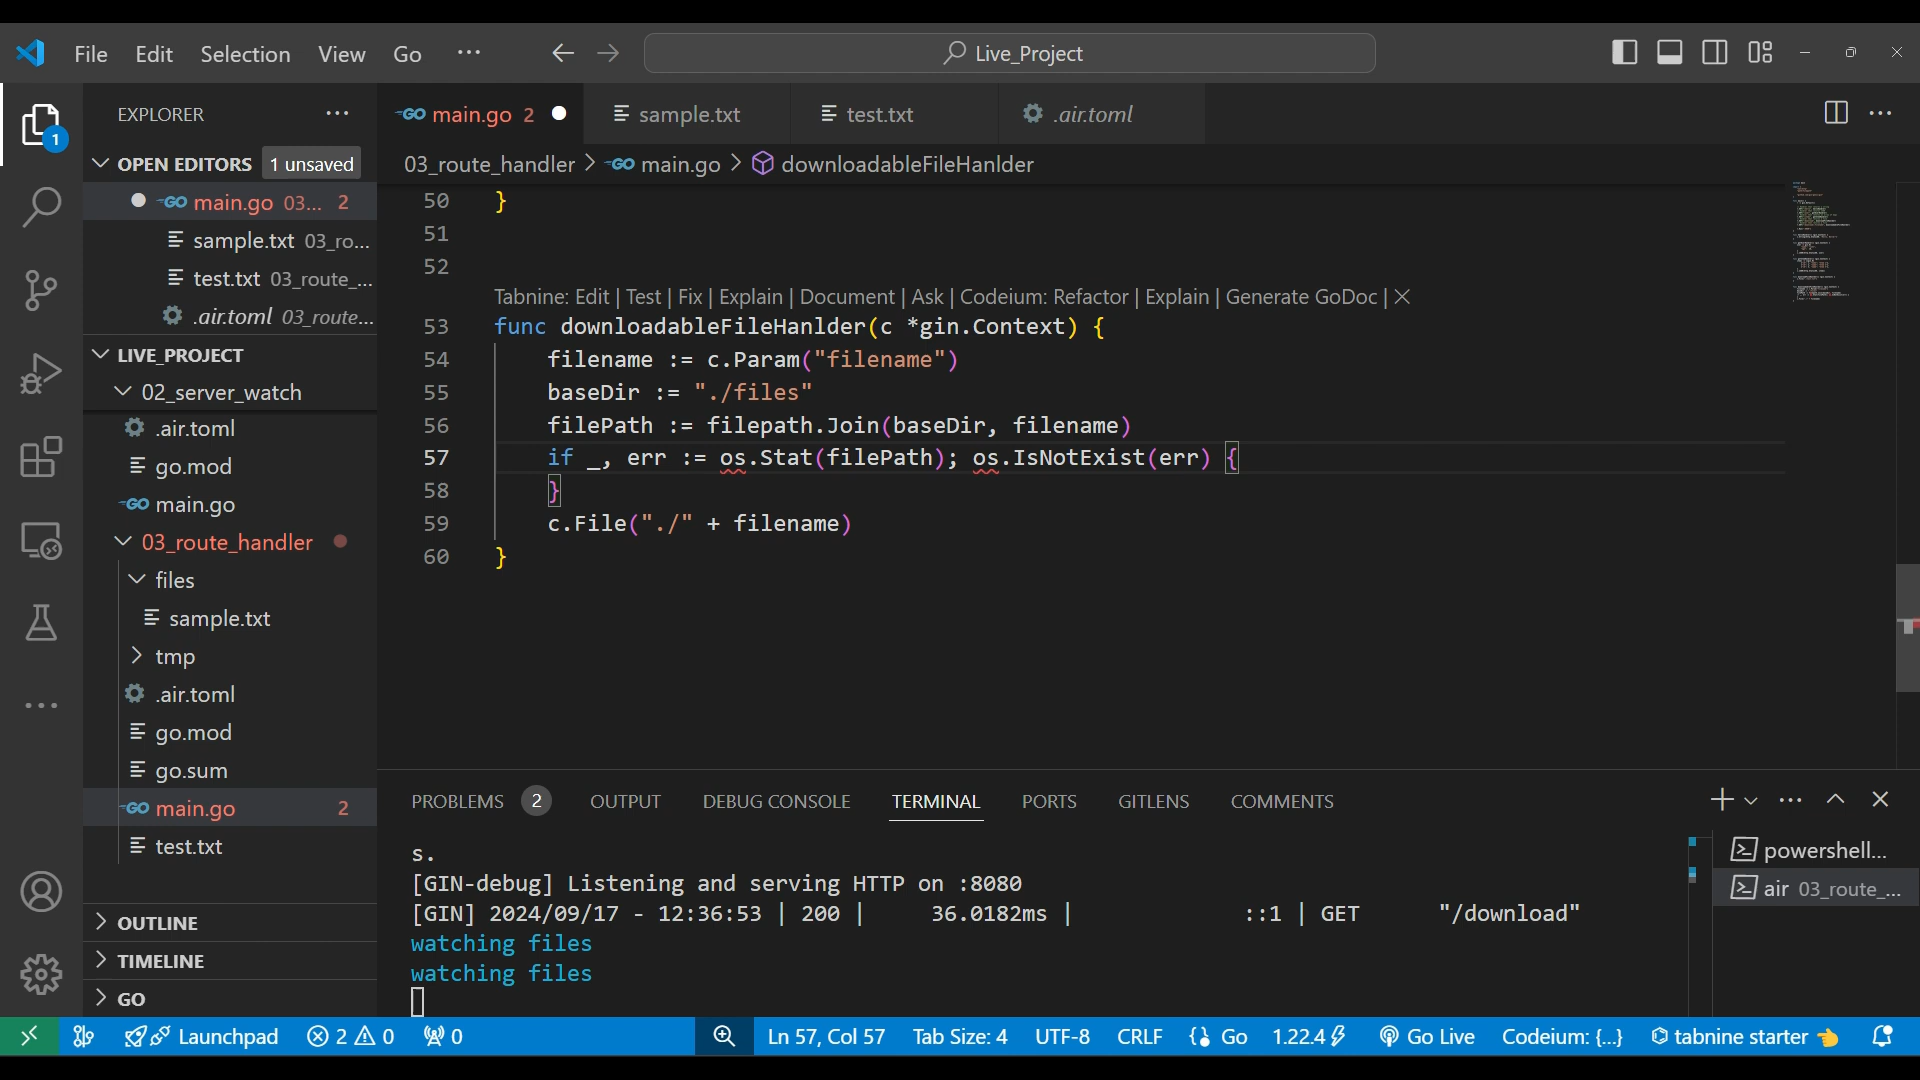 File Edit Selection View Go ··· Live_Project
EXPLORER ···
main.go 2 sample.txt test.txt .air.toml
OPEN EDITORS 1 unsaved
03_route_handler > main.go > downloadableFileHanlder
main.go 03... 2
sample.txt 03_ro...
test.txt 03_route_...
.air.toml 03_route...
LIVE_PROJECT
02_server_watch
.air.toml
go.mod
main.go
03_route_handler
files
sample.txt
tmp
.air.toml
go.mod
go.sum
main.go 2
test.txt
OUTLINE
TIMELINE
GO
1
50 }
51
52
Tabnine: Edit | Test | Fix | Explain | Document | Ask | Codeium: Refactor | Explain | Generate GoDoc | ×
53 func downloadableFileHanlder(c *gin.Context) {
54 filename := c.Param("filename")
55 baseDir := "./files"
56 filePath := filepath.Join(baseDir, filename)
57 if _, err := os.Stat(filePath); os.IsNotExist(err) {
58 }
59 c.File("./" + filename)
60 }
PROBLEMS 2 OUTPUT DEBUG CONSOLE TERMINAL PORTS GITLENS COMMENTS
s.
[GIN-debug] Listening and serving HTTP on :8080
[GIN] 2024/09/17 - 12:36:53 | 200 | 36.0182ms | ::1 | GET "/download"
watching files
watching files
powershell...
air 03_route_...
Launchpad 2 0 0 Ln 57, Col 57 Tab Size: 4 UTF-8 CRLF Go 1.22.4 Go Live Codeium: {...} tabnine starter